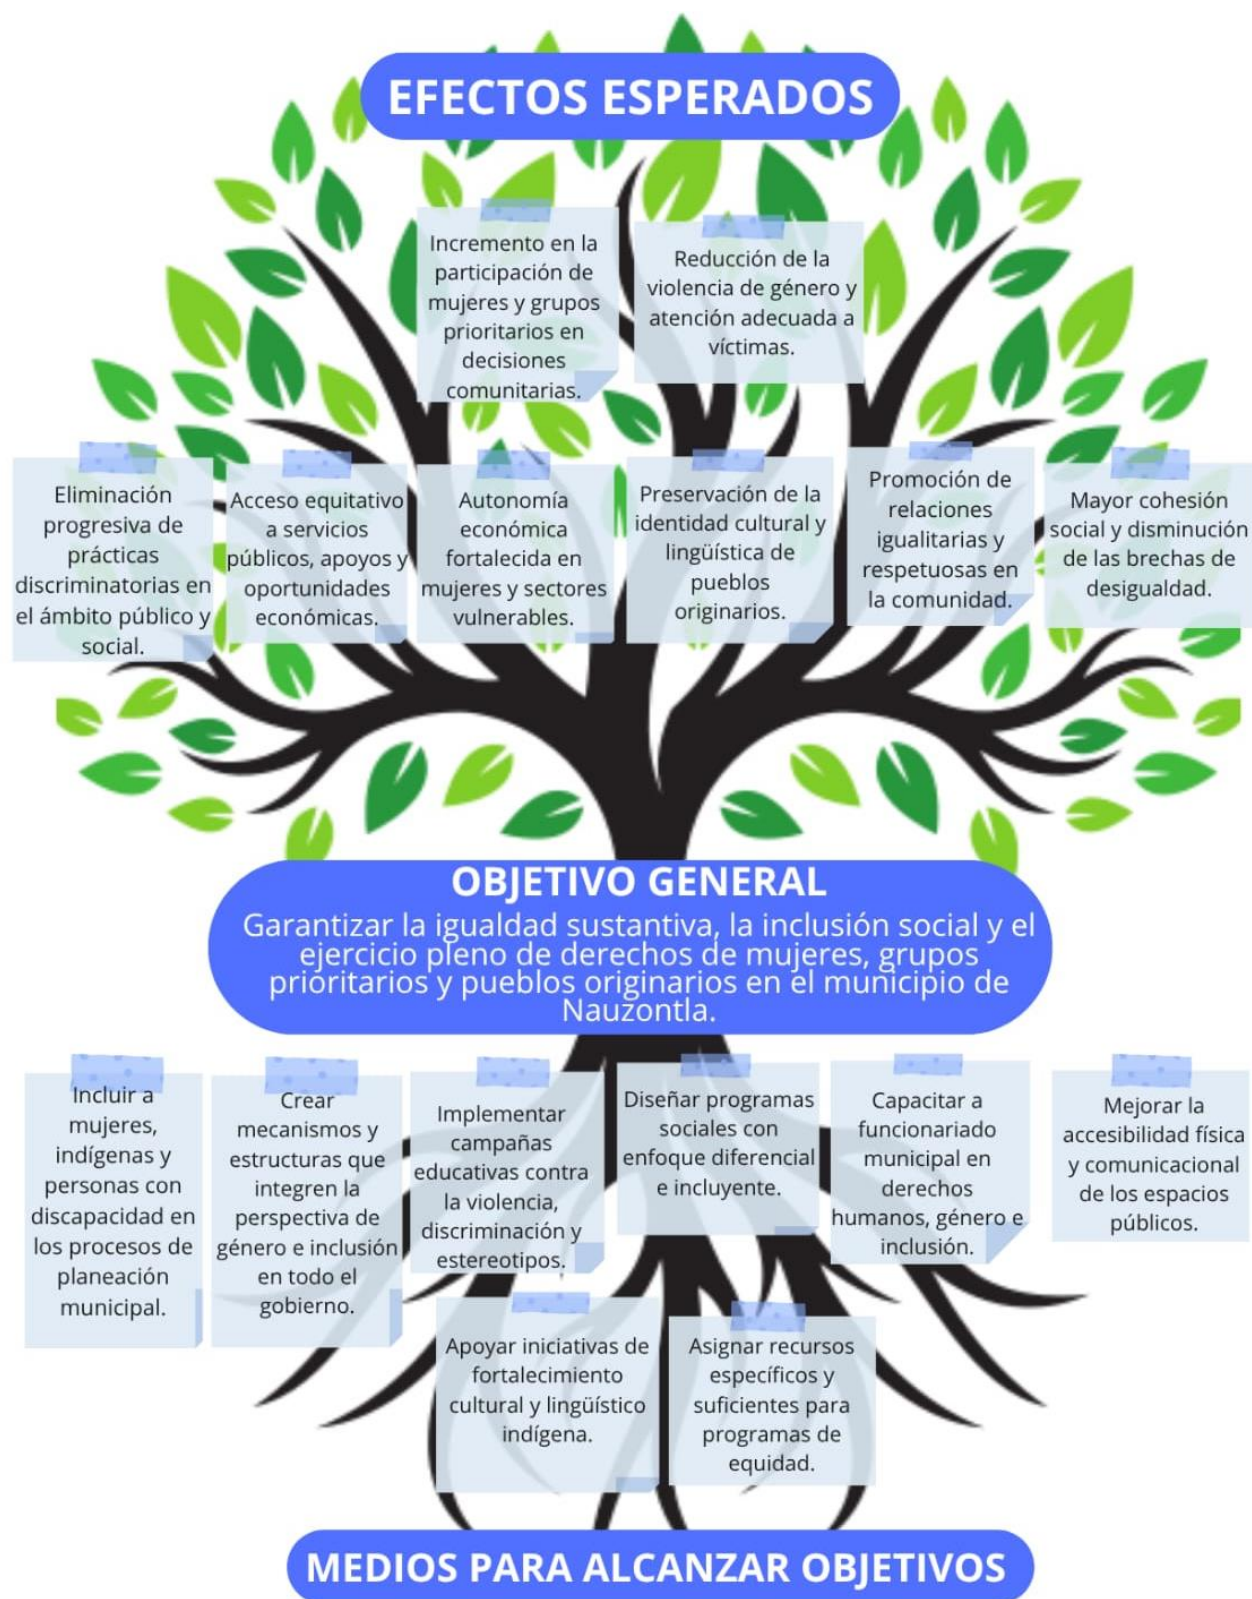 EFECTOS ESPERADOS
Incremento en la
participación de
mujeres y grupos
prioritarios en
decisiones
comunitarias.
Reducción de la
violencia de género y
atención adecuada a
víctimas.
Eliminación
progresiva de
prácticas
discriminatorias en
el ámbito público y
social.
Acceso equitativo
a servicios
públicos, apoyos y
oportunidades
económicas.
Autonomía
económica
fortalecida en
mujeres y sectores
vulnerables.
Preservación de la
identidad cultural y
lingüística de
pueblos
originarios.
Promoción de
relaciones
igualitarias y
respetuosas en
la comunidad.
Mayor cohesión
social y disminución
de las brechas de
desigualdad.
OBJETIVO GENERAL
Garantizar la igualdad sustantiva, la inclusión social y el
ejercicio pleno de derechos de mujeres, grupos
prioritarios y pueblos originarios en el municipio de
Nauzontla.
Incluir a
mujeres,
indígenas y
personas con
discapacidad en
los procesos de
planeación
municipal.
Crear
mecanismos y
estructuras que
integren la
perspectiva de
género e inclusión
en todo el
gobierno.
Implementar
campañas
educativas contra
la violencia,
discriminación y
estereotipos.
Diseñar programas
sociales con
enfoque diferencial
e incluyente.
Capacitar a
funcionariado
municipal en
derechos
humanos, género e
inclusión.
Mejorar la
accesibilidad física
y comunicacional
de los espacios
públicos.
Apoyar iniciativas de
fortalecimiento
cultural y lingüístico
indígena.
Asignar recursos
específicos y
suficientes para
programas de
equidad.
MEDIOS PARA ALCANZAR OBJETIVOS